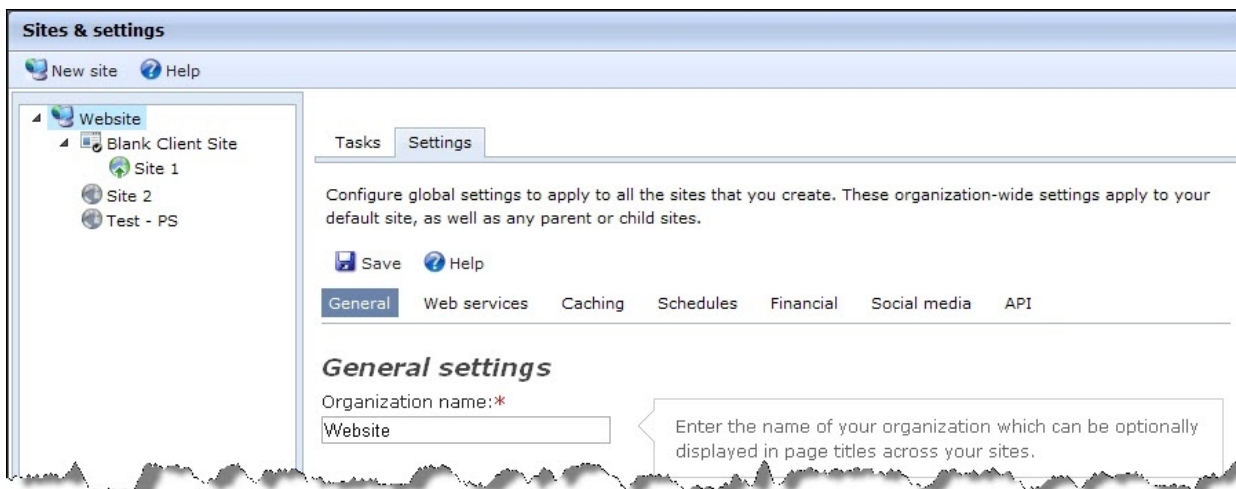 Sites & settings
New site Help
Website
Blank Client Site
Site 1
Site 2
Test - PS
Tasks Settings
Configure global settings to apply to all the sites that you create. These organization-wide settings apply to your
default site, as well as any parent or child sites.
Save Help
General Web services Caching Schedules Financial Social media API
General settings
Organization name:*
Website
Enter the name of your organization which can be optionally
displayed in page titles across your sites.